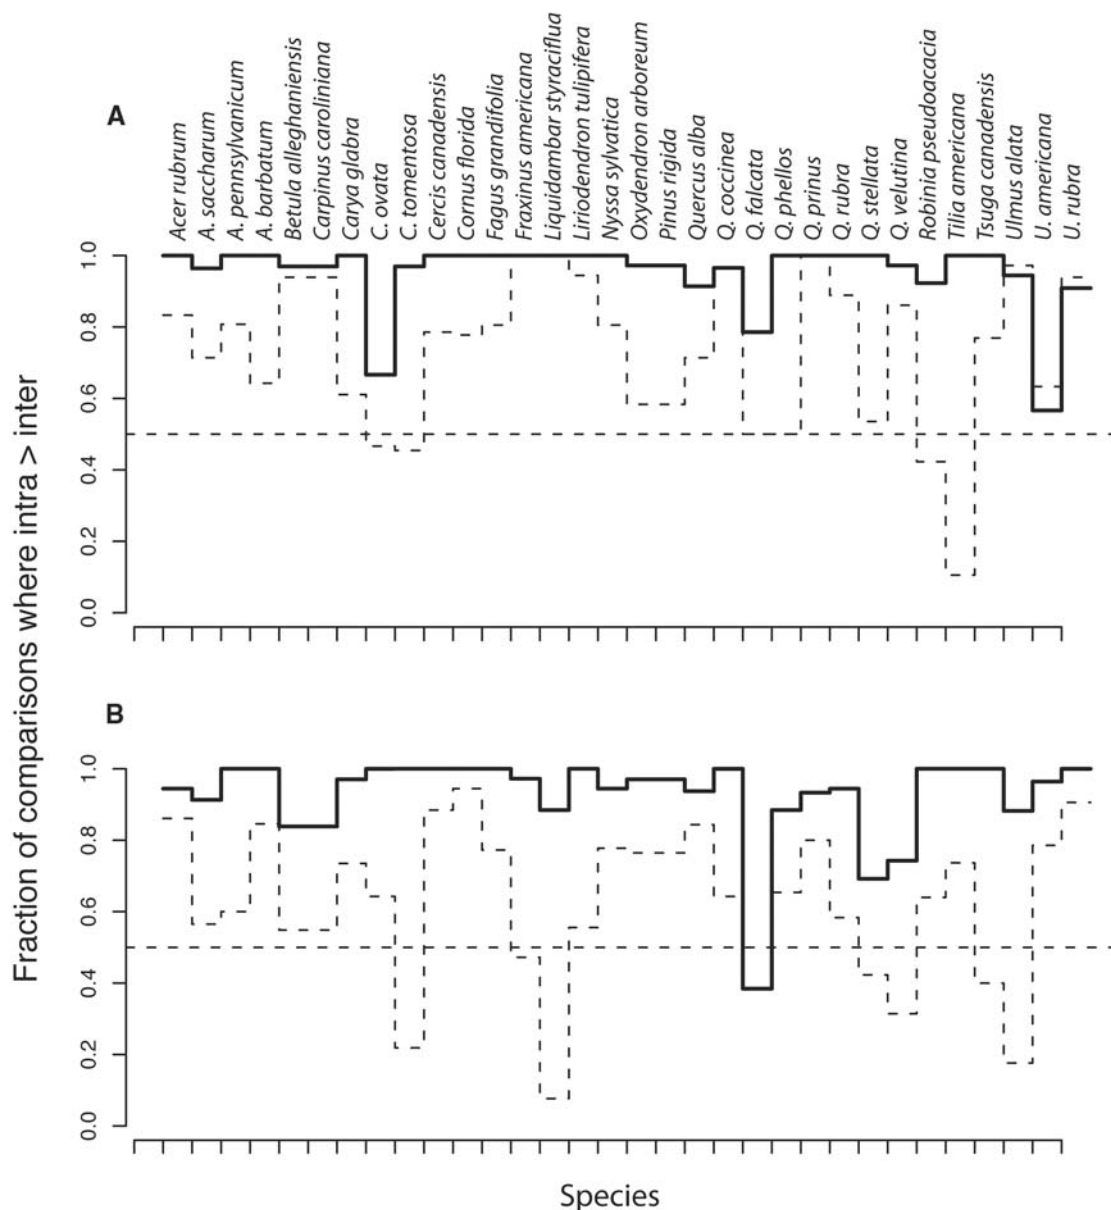 A
Acer rubrum
A. saccharum
A. pennsylvanicum
A. barbatum
Betula alleghaniensis
Carpinus caroliniana
Carya glabra
C. ovata
C. tomentosa
Cercis canadensis
Cornus florida
Fagus grandifolia
Fraxinus americana
Liquidambar styraciflua
Liriodendron tulipifera
Nyssa sylvatica
Oxydendron arboreum
Pinus rigida
Quercus alba
Q. coccinea
Q. falcata
Q. phellos
Q. prinus
Q. rubra
Q. stellata
Q. velutina
Robinia pseudoacacia
Tilia americana
Tsuga canadensis
Ulmus alata
U. americana
U. rubra
1.0
0.8
0.6
0.4
0.2
0.0
Fraction of comparisons where intra > inter
B
1.0
0.8
0.6
0.4
0.2
0.0
Species